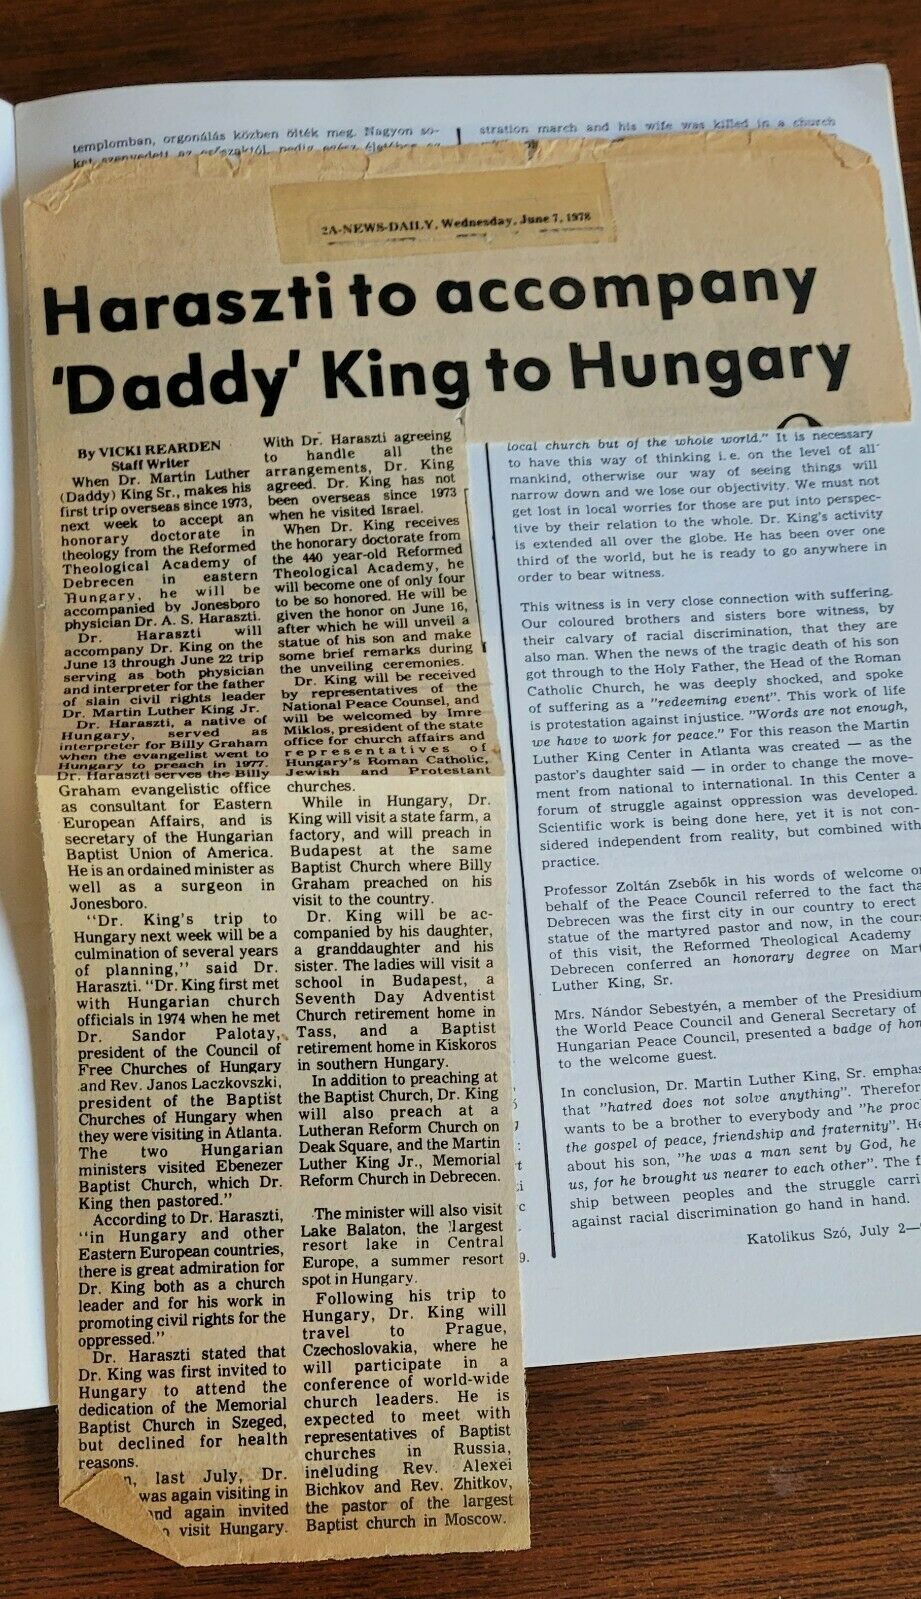 templomban, orgonálás közben ölték meg. Nagyon so-
stration march and his wife was killed in a church
2A-NEWS-DAILY, Wednesday, June 7, 1978
Haraszti to accompany
'Daddy' King to Hungary
By VICKI REARDEN
Staff Writer
When Dr. Martin Luther
(Daddy) King Sr., makes his
first trip overseas since 1973,
next week to accept an
honorary doctorate in
theology from the Reformed
Theological Academy of
Debrecen in eastern
Hungary, he will be
accompanied by Jonesboro
physician Dr. A. S. Haraszti.
Dr. Haraszti will
accompany Dr. King on the
June 13 through June 22 trip
serving as both physician
and interpreter for the father
of slain civil rights leader
Dr. Martin Luther King Jr.
Dr. Haraszti, a native of
Hungary, served as
interpreter for Billy Graham
when the evangelist went to
Hungary to preach in 1977.
Dr. Haraszti serves the Billy
Graham evangelistic office
as consultant for Eastern
European Affairs, and is
secretary of the Hungarian
Baptist Union of America.
He is an ordained minister as
well as a surgeon in
Jonesboro.
"Dr. King's trip to
Hungary next week will be a
culmination of several years
of planning," said Dr.
Haraszti. "Dr. King first met
with Hungarian church
officials in 1974 when he met
Dr. Sandor Palotay,
president of the Council of
Free Churches of Hungary
and Rev. Janos Laczkovszki,
president of the Baptist
Churches of Hungary when
they were visiting in Atlanta.
The two Hungarian
ministers visited Ebenezer
Baptist Church, which Dr.
King then pastored."
According to Dr. Haraszti,
"in Hungary and other
Eastern European countries,
there is great admiration for
Dr. King both as a church
leader and for his work in
promoting civil rights for the
oppressed."
Dr. Haraszti stated that
Dr. King was first invited to
Hungary to attend the
dedication of the Memorial
Baptist Church in Szeged,
but declined for health
reasons.
last July, Dr.
was again visiting in
and again invited
visit Hungary.
With Dr. Haraszti agreeing
to handle all the
arrangements, Dr. King
agreed. Dr. King has not
been overseas since 1973
when he visited Israel.
When Dr. King receives
the honorary doctorate from
the 440 year-old Reformed
Theological Academy, he
will become one of only four
to be so honored. He will be
given the honor on June 16,
after which he will unveil a
statue of his son and make
some brief remarks during
the unveiling ceremonies.
Dr. King will be received
by representatives of the
National Peace Counsel, and
will be welcomed by Imre
Miklos, president of the state
office for church affairs and
representatives of
Hungary's Roman Catholic,
Jewish and Protestant
churches.
While in Hungary, Dr.
King will visit a state farm, a
factory, and will preach in
Budapest at the same
Baptist Church where Billy
Graham preached on his
visit to the country.
Dr. King will be ac-
companied by his daughter,
a granddaughter and his
sister. The ladies will visit a
school in Budapest, a
Seventh Day Adventist
Church retirement home in
Tass, and a Baptist
retirement home in Kiskoros
in southern Hungary.
In addition to preaching at
the Baptist Church, Dr. King
will also preach at a
Lutheran Reform Church on
Deak Square, and the Martin
Luther King Jr., Memorial
Reform Church in Debrecen.
The minister will also visit
Lake Balaton, the largest
resort lake in Central
Europe, a summer resort
spot in Hungary.
Following his trip to
Hungary, Dr. King will
travel to Prague,
Czechoslovakia, where he
will participate in a
conference of world-wide
church leaders. He is
expected to meet with
representatives of Baptist
churches in Russia,
including Rev. Alexei
Bichkov and Rev. Zhitkov,
the pastor of the largest
Baptist church in Moscow.
local church but of the whole world." It is necessary
to have this way of thinking i. e. on the level of all
mankind, otherwise our way of seeing things will
narrow down and we lose our objectivity. We must not
get lost in local worries for those are put into perspec-
tive by their relation to the whole. Dr. King's activity
is extended all over the globe. He has been over one
third of the world, but he is ready to go anywhere in
order to bear witness.
This witness is in very close connection with suffering.
Our coloured brothers and sisters bore witness, by
their calvary of racial discrimination, that they are
also man. When the news of the tragic death of his son
got through to the Holy Father, the Head of the Roman
Catholic Church, he was deeply shocked, and spoke
of suffering as a "redeeming event". This work of life
is protestation against injustice. "Words are not enough,
we have to work for peace." For this reason the Martin
Luther King Center in Atlanta was created — as the
pastor's daughter said — in order to change the move-
ment from national to international. In this Center a
forum of struggle against oppression was developed.
Scientific work is being done here, yet it is not con-
sidered independent from reality, but combined with
practice.
Professor Zoltán Zsebők in his words of welcome on
behalf of the Peace Council referred to the fact that
Debrecen was the first city in our country to erect
statue of the martyred pastor and now, in the cour
of this visit, the Reformed Theological Academy
Debrecen conferred an honorary degree on Mart
Luther King, Sr.
Mrs. Nándor Sebestyén, a member of the Presidium
the World Peace Council and General Secretary of
Hungarian Peace Council, presented a badge of hon
to the welcome guest.
In conclusion, Dr. Martin Luther King, Sr. emphas
that "hatred does not solve anything". Therefor
wants to be a brother to everybody and "he proc
the gospel of peace, friendship and fraternity". He
about his son, "he was a man sent by God, he
us, for he brought us nearer to each other". The f
ship between peoples and the struggle carri
against racial discrimination go hand in hand.
Katolikus Szó, July 2—
9.